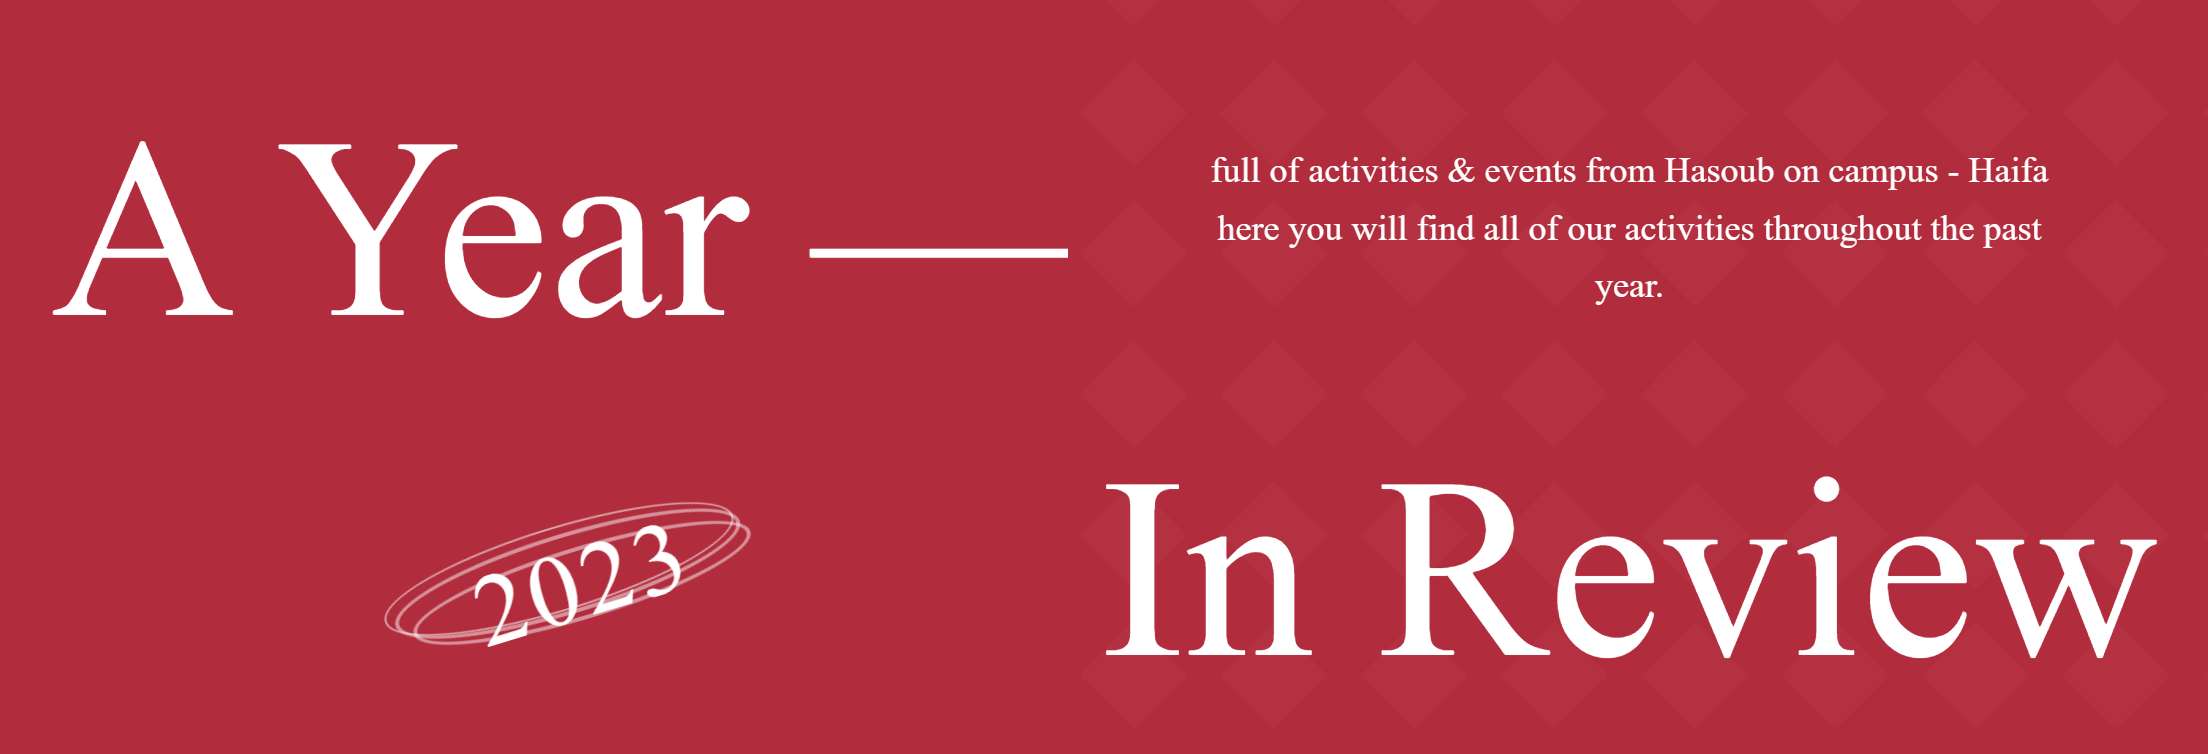 A Year —
full of activities & events from Hasoub on campus - Haifa
here you will find all of our activities throughout the past
year.
2023
In Review